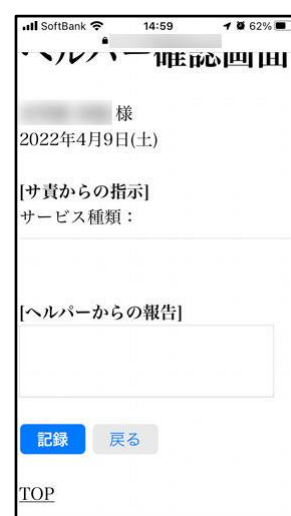 SoftBank 14:59 62%
ヘルパー確認画面
様
2022年4月9日(土)
[サ責からの指示]
サービス種類：
[ヘルパーからの報告]
記録 戻る
TOP